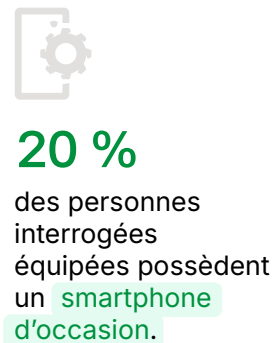 20 %
des personnes
interrogées
équipées possèdent
un smartphone
d’occasion.